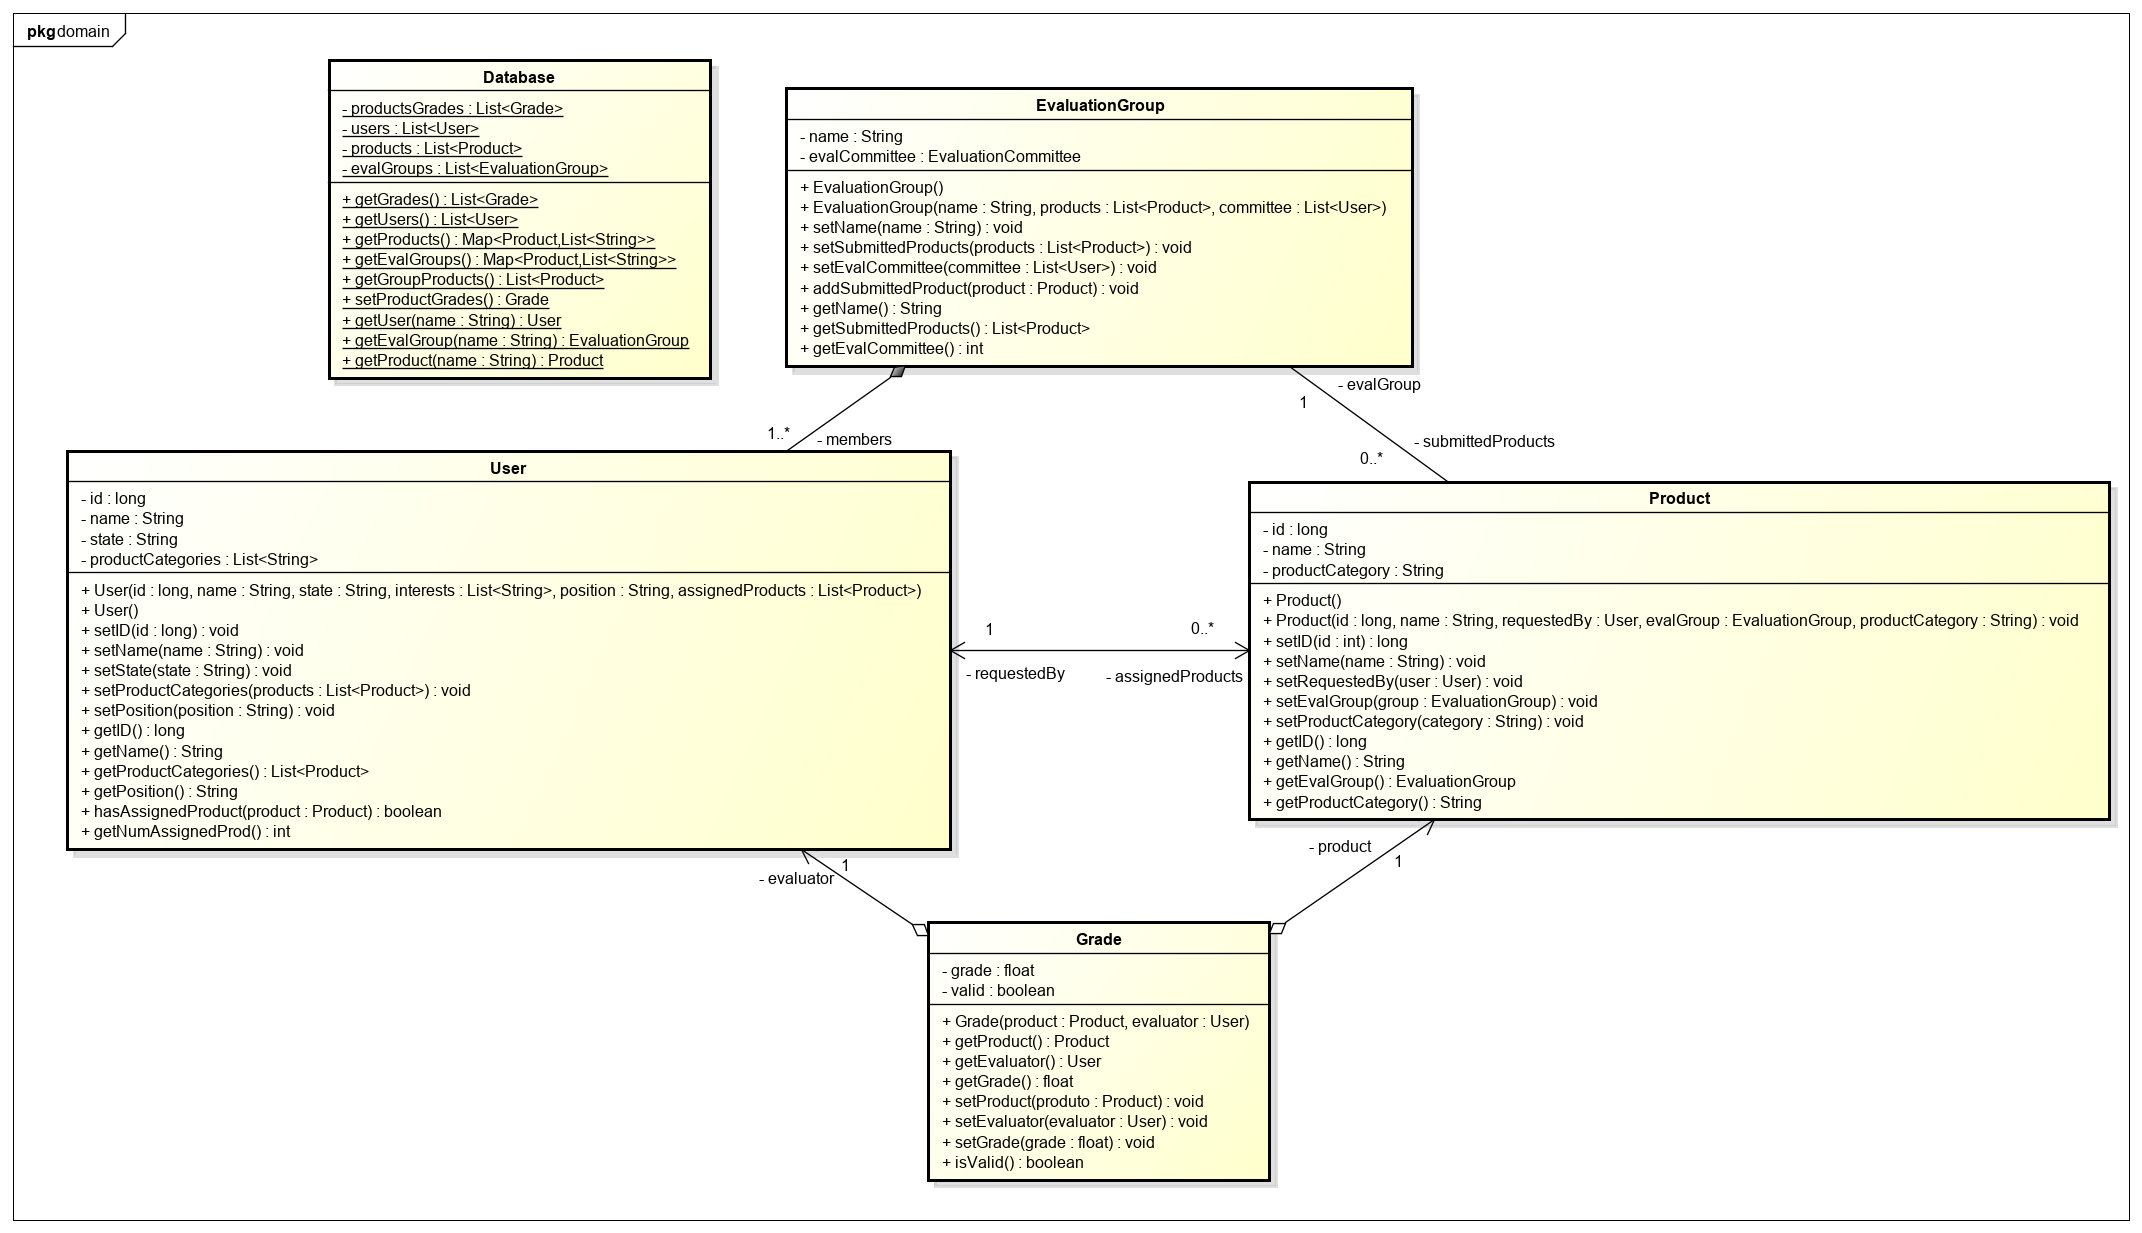 pkg domain
Database
- productsGrades : List<Grade>
- users : List<User>
- products : List<Product>
- evalGroups : List<EvaluationGroup>
+ getGrades() : List<Grade>
+ getUsers() : List<User>
+ getProducts() : Map<Product,List<String>>
+ getEvalGroups() : Map<Product,List<String>>
+ getGroupProducts() : List<Product>
+ setProductGrades() : Grade
+ getUser(name : String) : User
+ getEvalGroup(name : String) : EvaluationGroup
+ getProduct(name : String) : Product
EvaluationGroup
- name : String
- evalCommittee : EvaluationCommittee
+ EvaluationGroup()
+ EvaluationGroup(name : String, products : List<Product>, committee : List<User>)
+ setName(name : String) : void
+ setSubmittedProducts(products : List<Product>) : void
+ setEvalCommittee(committee : List<User>) : void
+ addSubmittedProduct(product : Product) : void
+ getName() : String
+ getSubmittedProducts() : List<Product>
+ getEvalCommittee() : int
- evalGroup
1
1..*
- members
- submittedProducts
0..*
User
- id : long
- name : String
- state : String
- productCategories : List<String>
+ User(id : long, name : String, state : String, interests : List<String>, position : String, assignedProducts : List<Product>)
+ User()
+ setID(id : long) : void
+ setName(name : String) : void
+ setState(state : String) : void
+ setProductCategories(products : List<Product>) : void
+ setPosition(position : String) : void
+ getID() : long
+ getName() : String
+ getProductCategories() : List<Product>
+ getPosition() : String
+ hasAssignedProduct(product : Product) : boolean
+ getNumAssignedProd() : int
1
0..*
- requestedBy
- assignedProducts
Product
- id : long
- name : String
- productCategory : String
+ Product()
+ Product(id : long, name : String, requestedBy : User, evalGroup : EvaluationGroup, productCategory : String) : void
+ setID(id : int) : long
+ setName(name : String) : void
+ setRequestedBy(user : User) : void
+ setEvalGroup(group : EvaluationGroup) : void
+ setProductCategory(category : String) : void
+ getID() : long
+ getName() : String
+ getEvalGroup() : EvaluationGroup
+ getProductCategory() : String
1
- evaluator
- product
1
Grade
- grade : float
- valid : boolean
+ Grade(product : Product, evaluator : User)
+ getProduct() : Product
+ getEvaluator() : User
+ getGrade() : float
+ setProduct(produto : Product) : void
+ setEvaluator(evaluator : User) : void
+ setGrade(grade : float) : void
+ isValid() : boolean